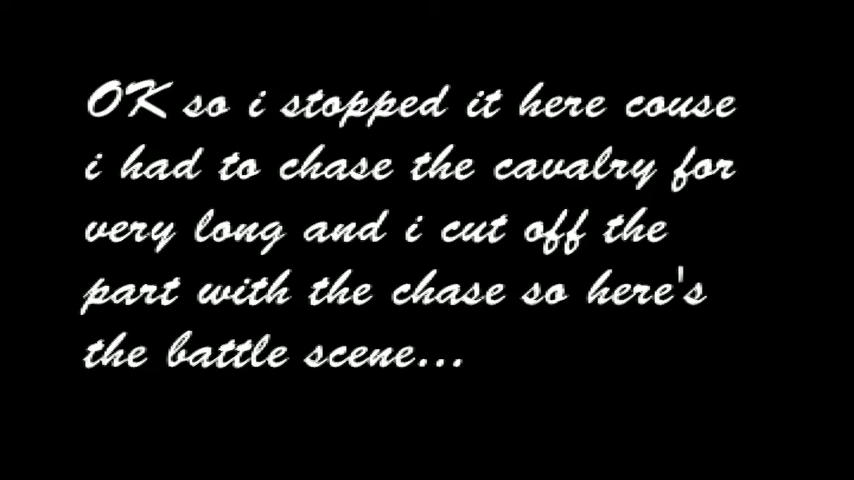 OK so i stopped it here couse
i had to chase the cavalry for
very long and i cut off the
part with the chase so here's
the battle scene...